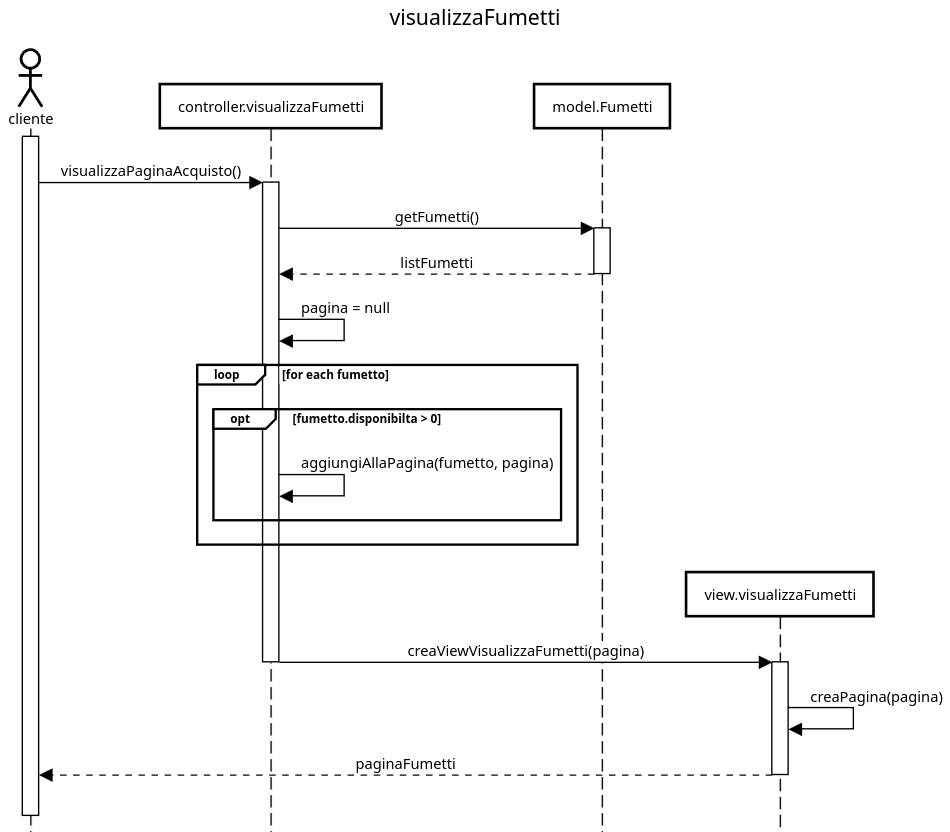 visualizzaFumetti
cliente
controller.visualizzaFumetti
model.Fumetti
visualizzaPaginaAcquisto()
getFumetti()
listFumetti
pagina = null
loop [for each fumetto]
opt [fumetto.disponibilta > 0]
aggiungiAllaPagina(fumetto, pagina)
view.visualizzaFumetti
creaViewVisualizzaFumetti(pagina)
creaPagina(pagina)
paginaFumetti